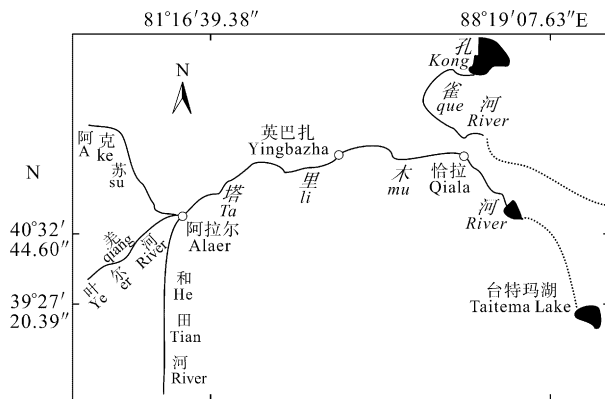 81°16′39.38″
88°19′07.63″E
孔
Kong
N
雀
que
河
River
英巴扎
Yingbazha
阿 克
A ke
苏
su
N
恰拉
Qiala
木
mu
里
li
塔
Ta
河
River
阿拉尔
Alaer
40°32′
44.60″
羌 河
qiang River
叶 尔
Ye er
和
He
39°27′
20.39″
台特玛湖
Taitema Lake
田
Tian
河
River